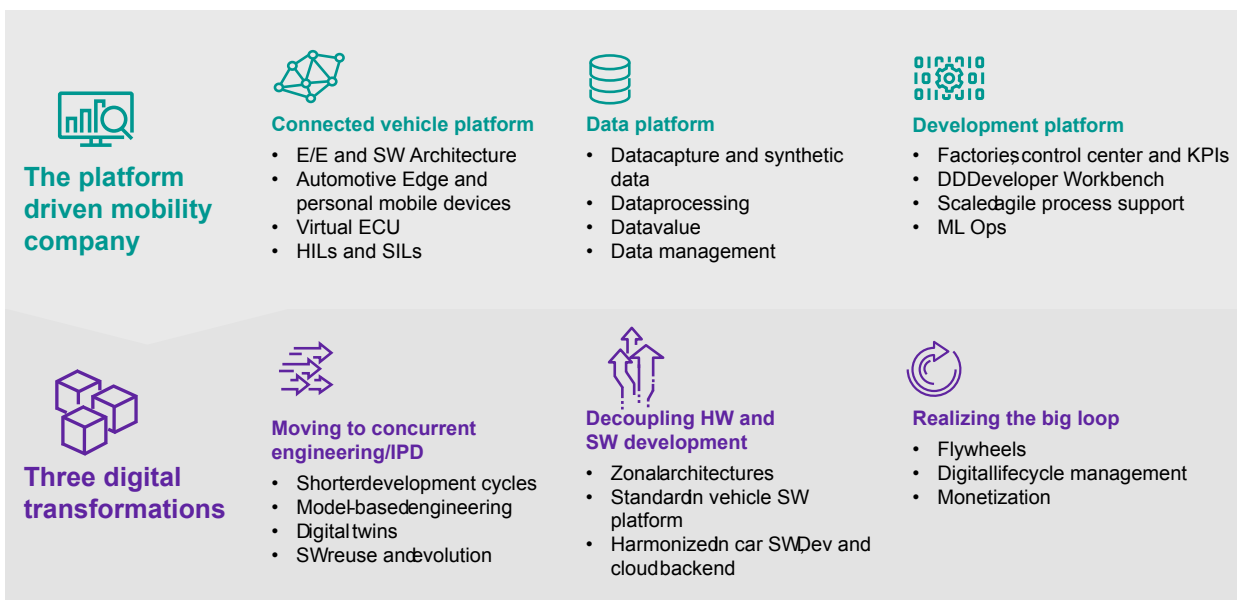 The platform
driven mobility
company
Connected vehicle platform
• E/E and SW Architecture
• Automotive Edge and
personal mobile devices
• Virtual ECU
• HILs and SILs
Data platform
• Datacapture and synthetic
data
• Dataprocessing
• Datavalue
• Data management
Development platform
• Factories,control center and KPIs
• DDDeveloper Workbench
• Scaledagile process support
• ML Ops
Three digital
transformations
Moving to concurrent
engineering/IPD
• Shorterdevelopment cycles
• Model-basedengineering
• Digitaltwins
• SWreuse andevolution
Decoupling HW and
SW development
• Zonalarchitectures
• Standardin vehicle SW
platform
• Harmonizedin car SW,Dev and
cloudbackend
Realizing the big loop
• Flywheels
• Digitallifecycle management
• Monetization